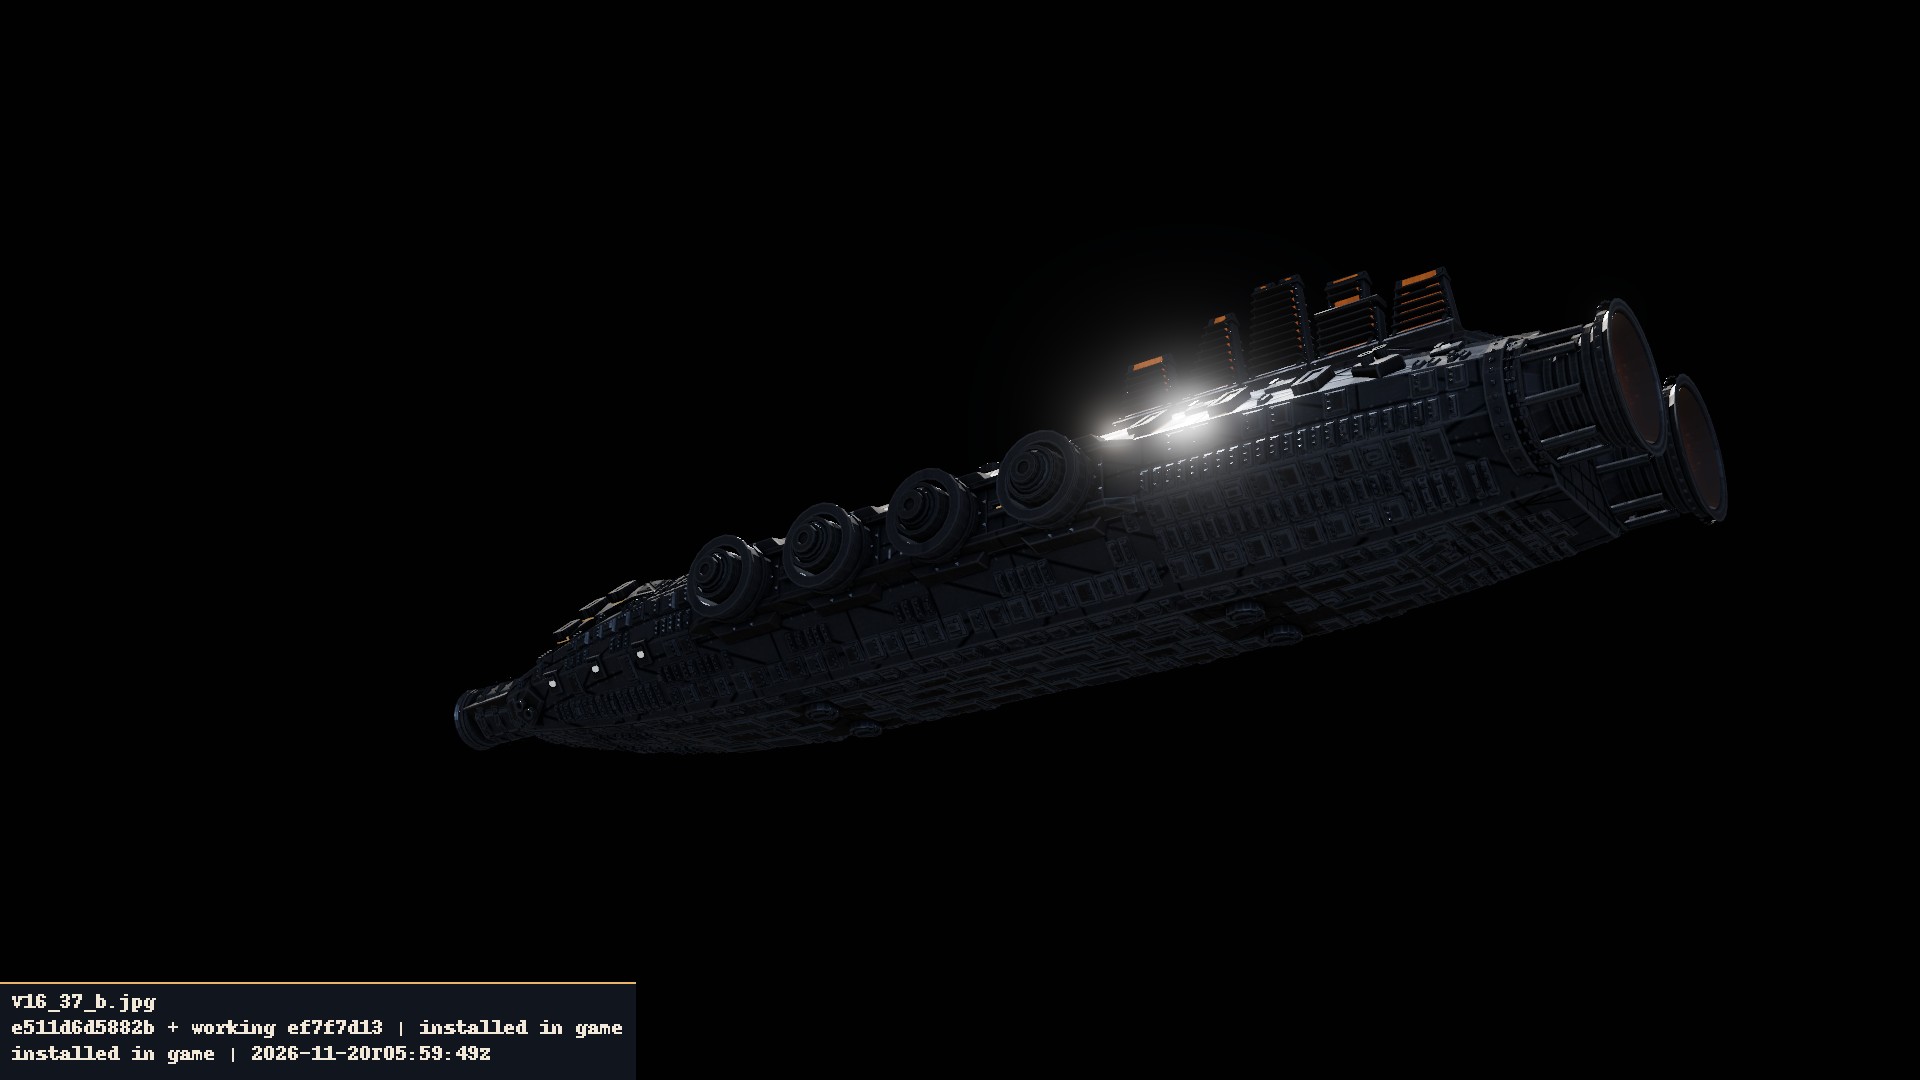 v16_37_b.jpg
e511d6d5882b + working ef7f7d13 | installed in game
installed in game | 2026-11-20T05:59:49Z